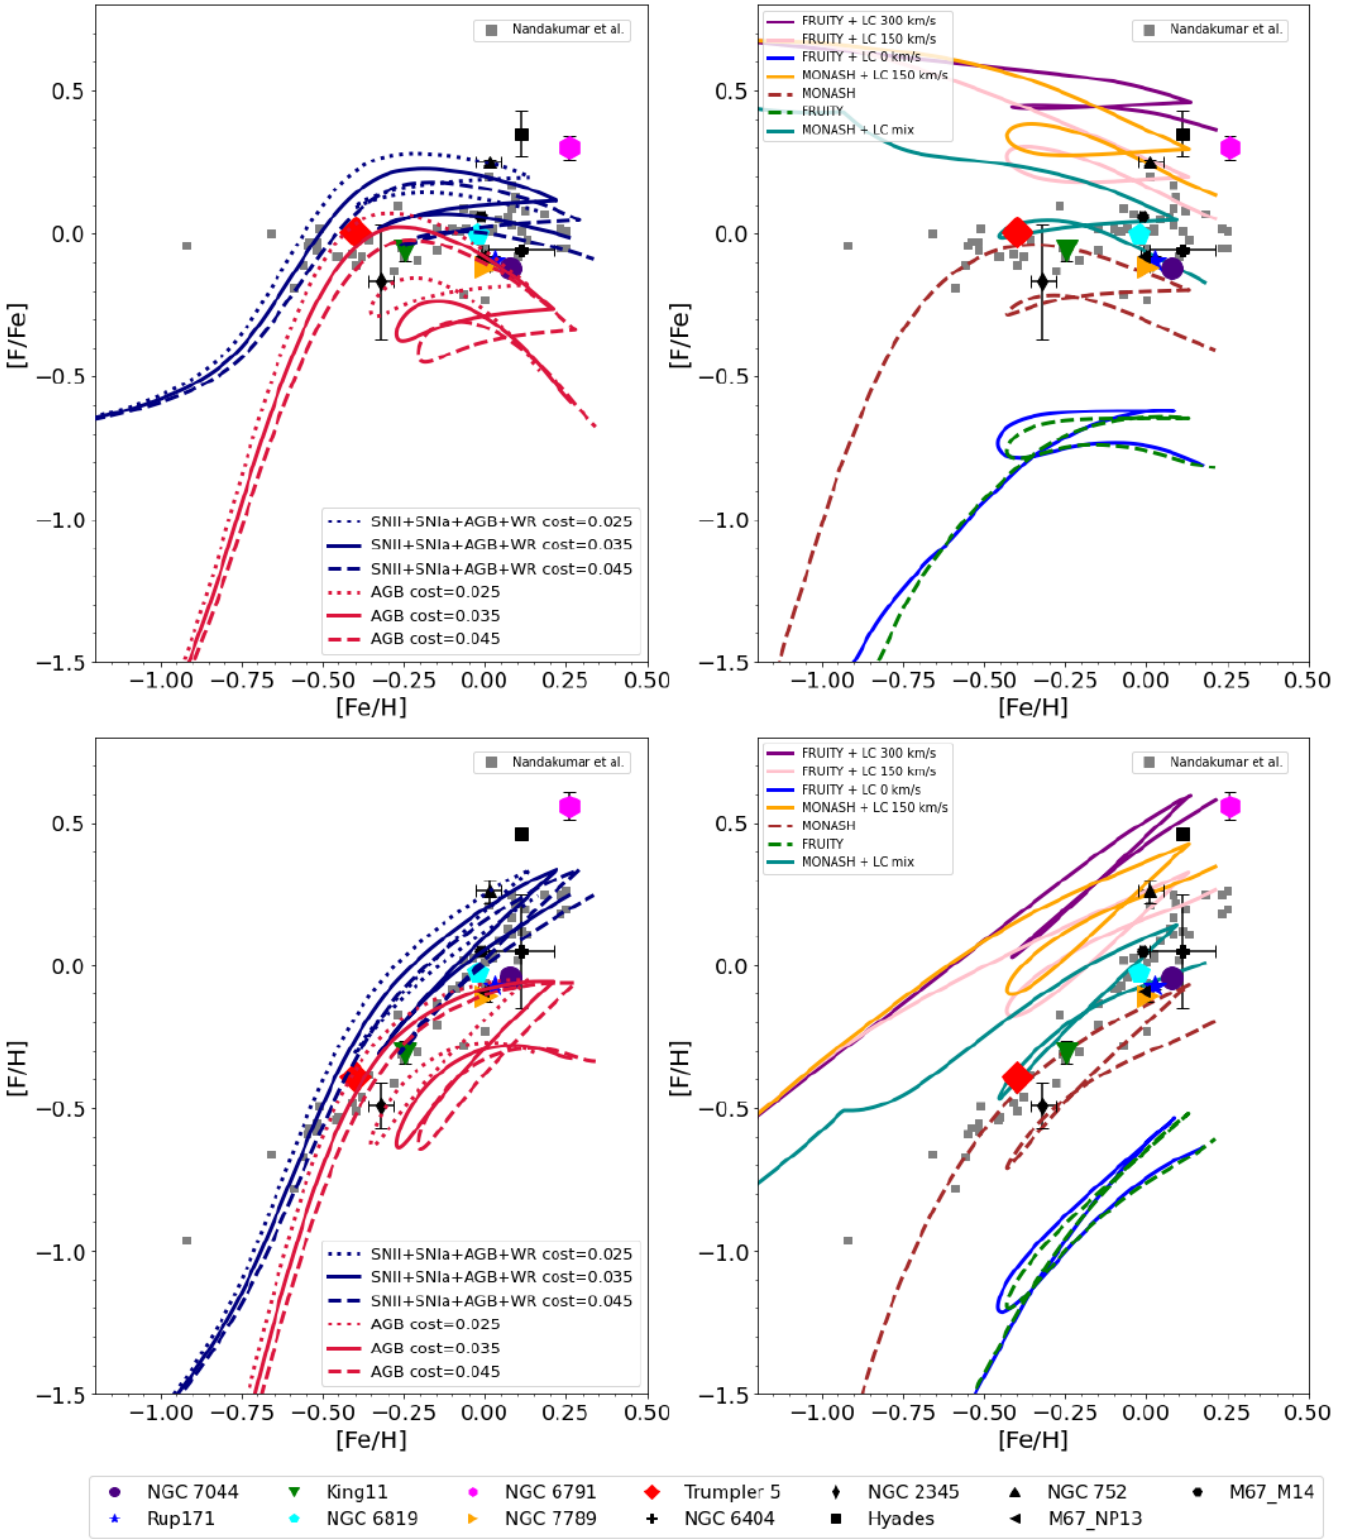 Nandakumar et al.
0.5
0.0
−0.5
−1.0
−1.5
[F/Fe]
SNII+SNIa+AGB+WR cost=0.025
SNII+SNIa+AGB+WR cost=0.035
SNII+SNIa+AGB+WR cost=0.045
AGB cost=0.025
AGB cost=0.035
AGB cost=0.045
−1.00 −0.75 −0.50 −0.25 0.00 0.25 0.50
[Fe/H]
FRUITY + LC 300 km/s
FRUITY + LC 150 km/s
FRUITY + LC 0 km/s
MONASH + LC 150 km/s
MONASH
FRUITY
MONASH + LC mix
Nandakumar et al.
0.5
0.0
−0.5
−1.0
−1.5
[F/Fe]
−1.00 −0.75 −0.50 −0.25 0.00 0.25 0.50
[Fe/H]
Nandakumar et al.
0.5
0.0
−0.5
−1.0
−1.5
[F/H]
SNII+SNIa+AGB+WR cost=0.025
SNII+SNIa+AGB+WR cost=0.035
SNII+SNIa+AGB+WR cost=0.045
AGB cost=0.025
AGB cost=0.035
AGB cost=0.045
−1.00 −0.75 −0.50 −0.25 0.00 0.25 0.50
[Fe/H]
FRUITY + LC 300 km/s
FRUITY + LC 150 km/s
FRUITY + LC 0 km/s
MONASH + LC 150 km/s
MONASH
FRUITY
MONASH + LC mix
Nandakumar et al.
0.5
0.0
−0.5
−1.0
−1.5
[F/H]
−1.00 −0.75 −0.50 −0.25 0.00 0.25 0.50
[Fe/H]
NGC 7044 King11 NGC 6791 Trumpler 5 NGC 2345 NGC 752 M67_M14
Rup171 NGC 6819 NGC 7789 NGC 6404 Hyades M67_NP13